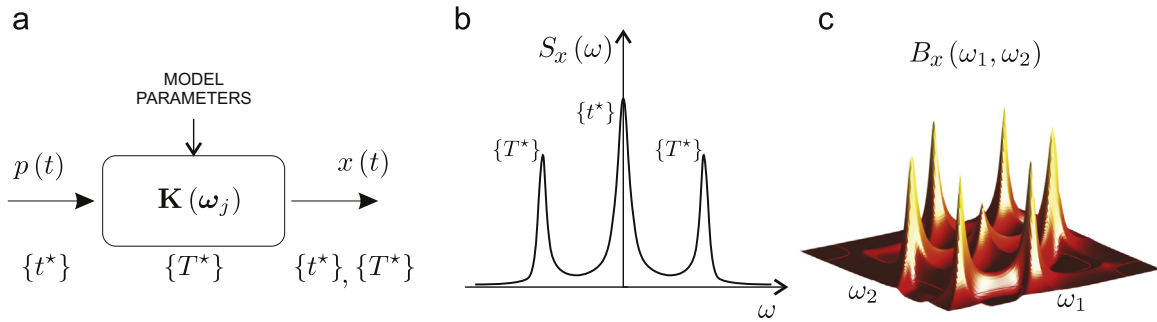 a
MODEL
PARAMETERS
p (t)
K (ω_j)
x (t)
{t⋆}
{T⋆}
{t⋆}, {T⋆}
b
S_x (ω)
{t⋆}
{T⋆}
{T⋆}
ω
c
B_x (ω_1, ω_2)
ω_2
ω_1